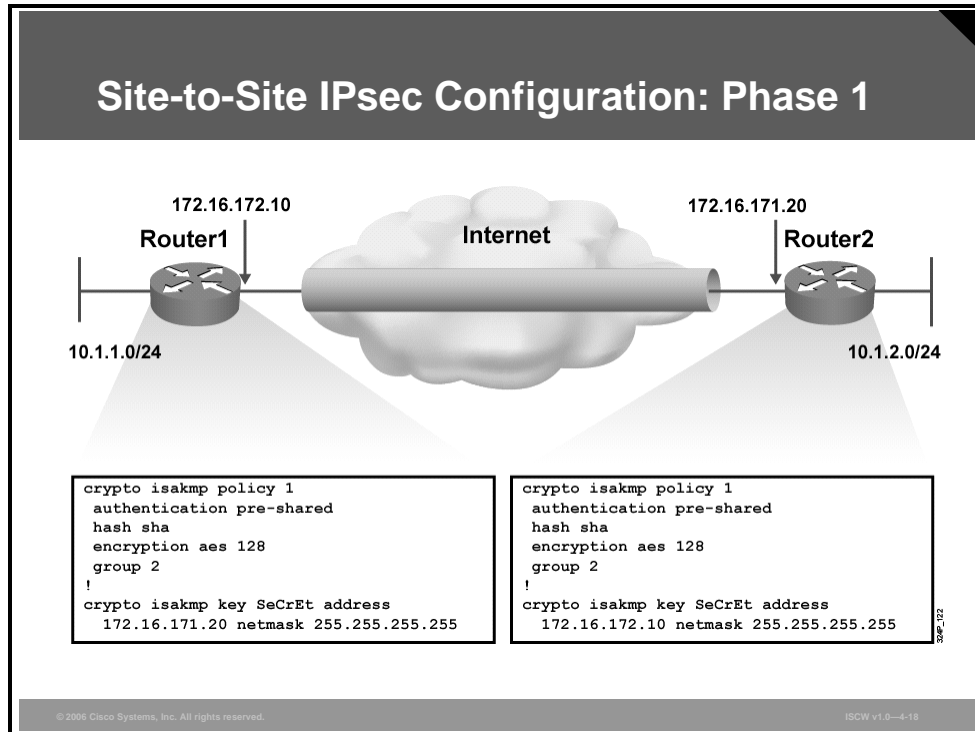 Site-to-Site IPsec Configuration: Phase 1
172.16.172.10
172.16.171.20
Router1
Internet
Router2
10.1.1.0/24
10.1.2.0/24
crypto isakmp policy 1
authentication pre-shared
hash sha
encryption aes 128
group 2
!
crypto isakmp key SeCrEt address
172.16.171.20 netmask 255.255.255.255
crypto isakmp policy 1
authentication pre-shared
hash sha
encryption aes 128
group 2
!
crypto isakmp key SeCrEt address
172.16.172.10 netmask 255.255.255.255
324P_122
© 2006 Cisco Systems, Inc. All rights reserved.
ISCW v1.0—4-18